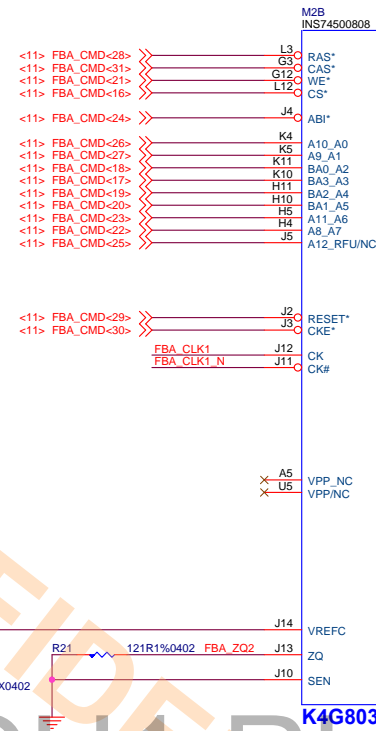 M2B
INS74500808
<11> FBA_CMD<28> L3 RAS*
<11> FBA_CMD<31> G3 CAS*
<11> FBA_CMD<21> G12 WE*
<11> FBA_CMD<16> L12 CS*
<11> FBA_CMD<24> J4 ABI*
<11> FBA_CMD<26> K4 A10_A0
<11> FBA_CMD<27> K5 A9_A1
<11> FBA_CMD<18> K11 BA0_A2
<11> FBA_CMD<17> K10 BA3_A3
<11> FBA_CMD<19> H11 BA2_A4
<11> FBA_CMD<20> H10 BA1_A5
<11> FBA_CMD<23> H5 A11_A6
<11> FBA_CMD<22> H4 A8_A7
<11> FBA_CMD<25> J5 A12_RFU/NC
<11> FBA_CMD<29> J2 RESET*
<11> FBA_CMD<30> J3 CKE*
FBA_CLK1 J12 CK
FBA_CLK1_N J11 CK#
A5 VPP_NC
U5 VPP/NC
J14 VREFC
R21 121R1%0402 FBA_ZQ2 J13 ZQ
J10 SEN
X0402
K4G803